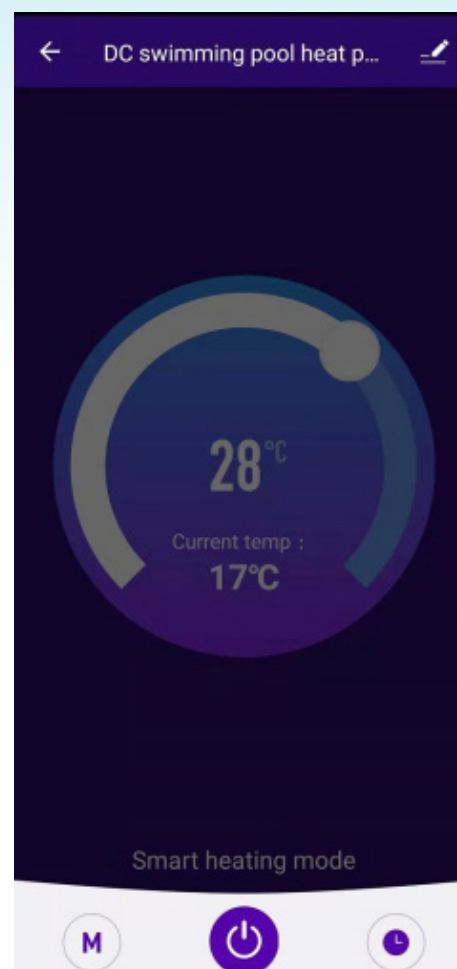 DC swimming pool heat p...
28°C
Current temp :
17°C
Smart heating mode
M